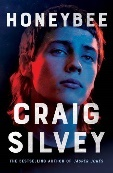 HONEYBEE
CRAIG
SILVEY
THE BESTSELLING AUTHOR OF JASPER JONES